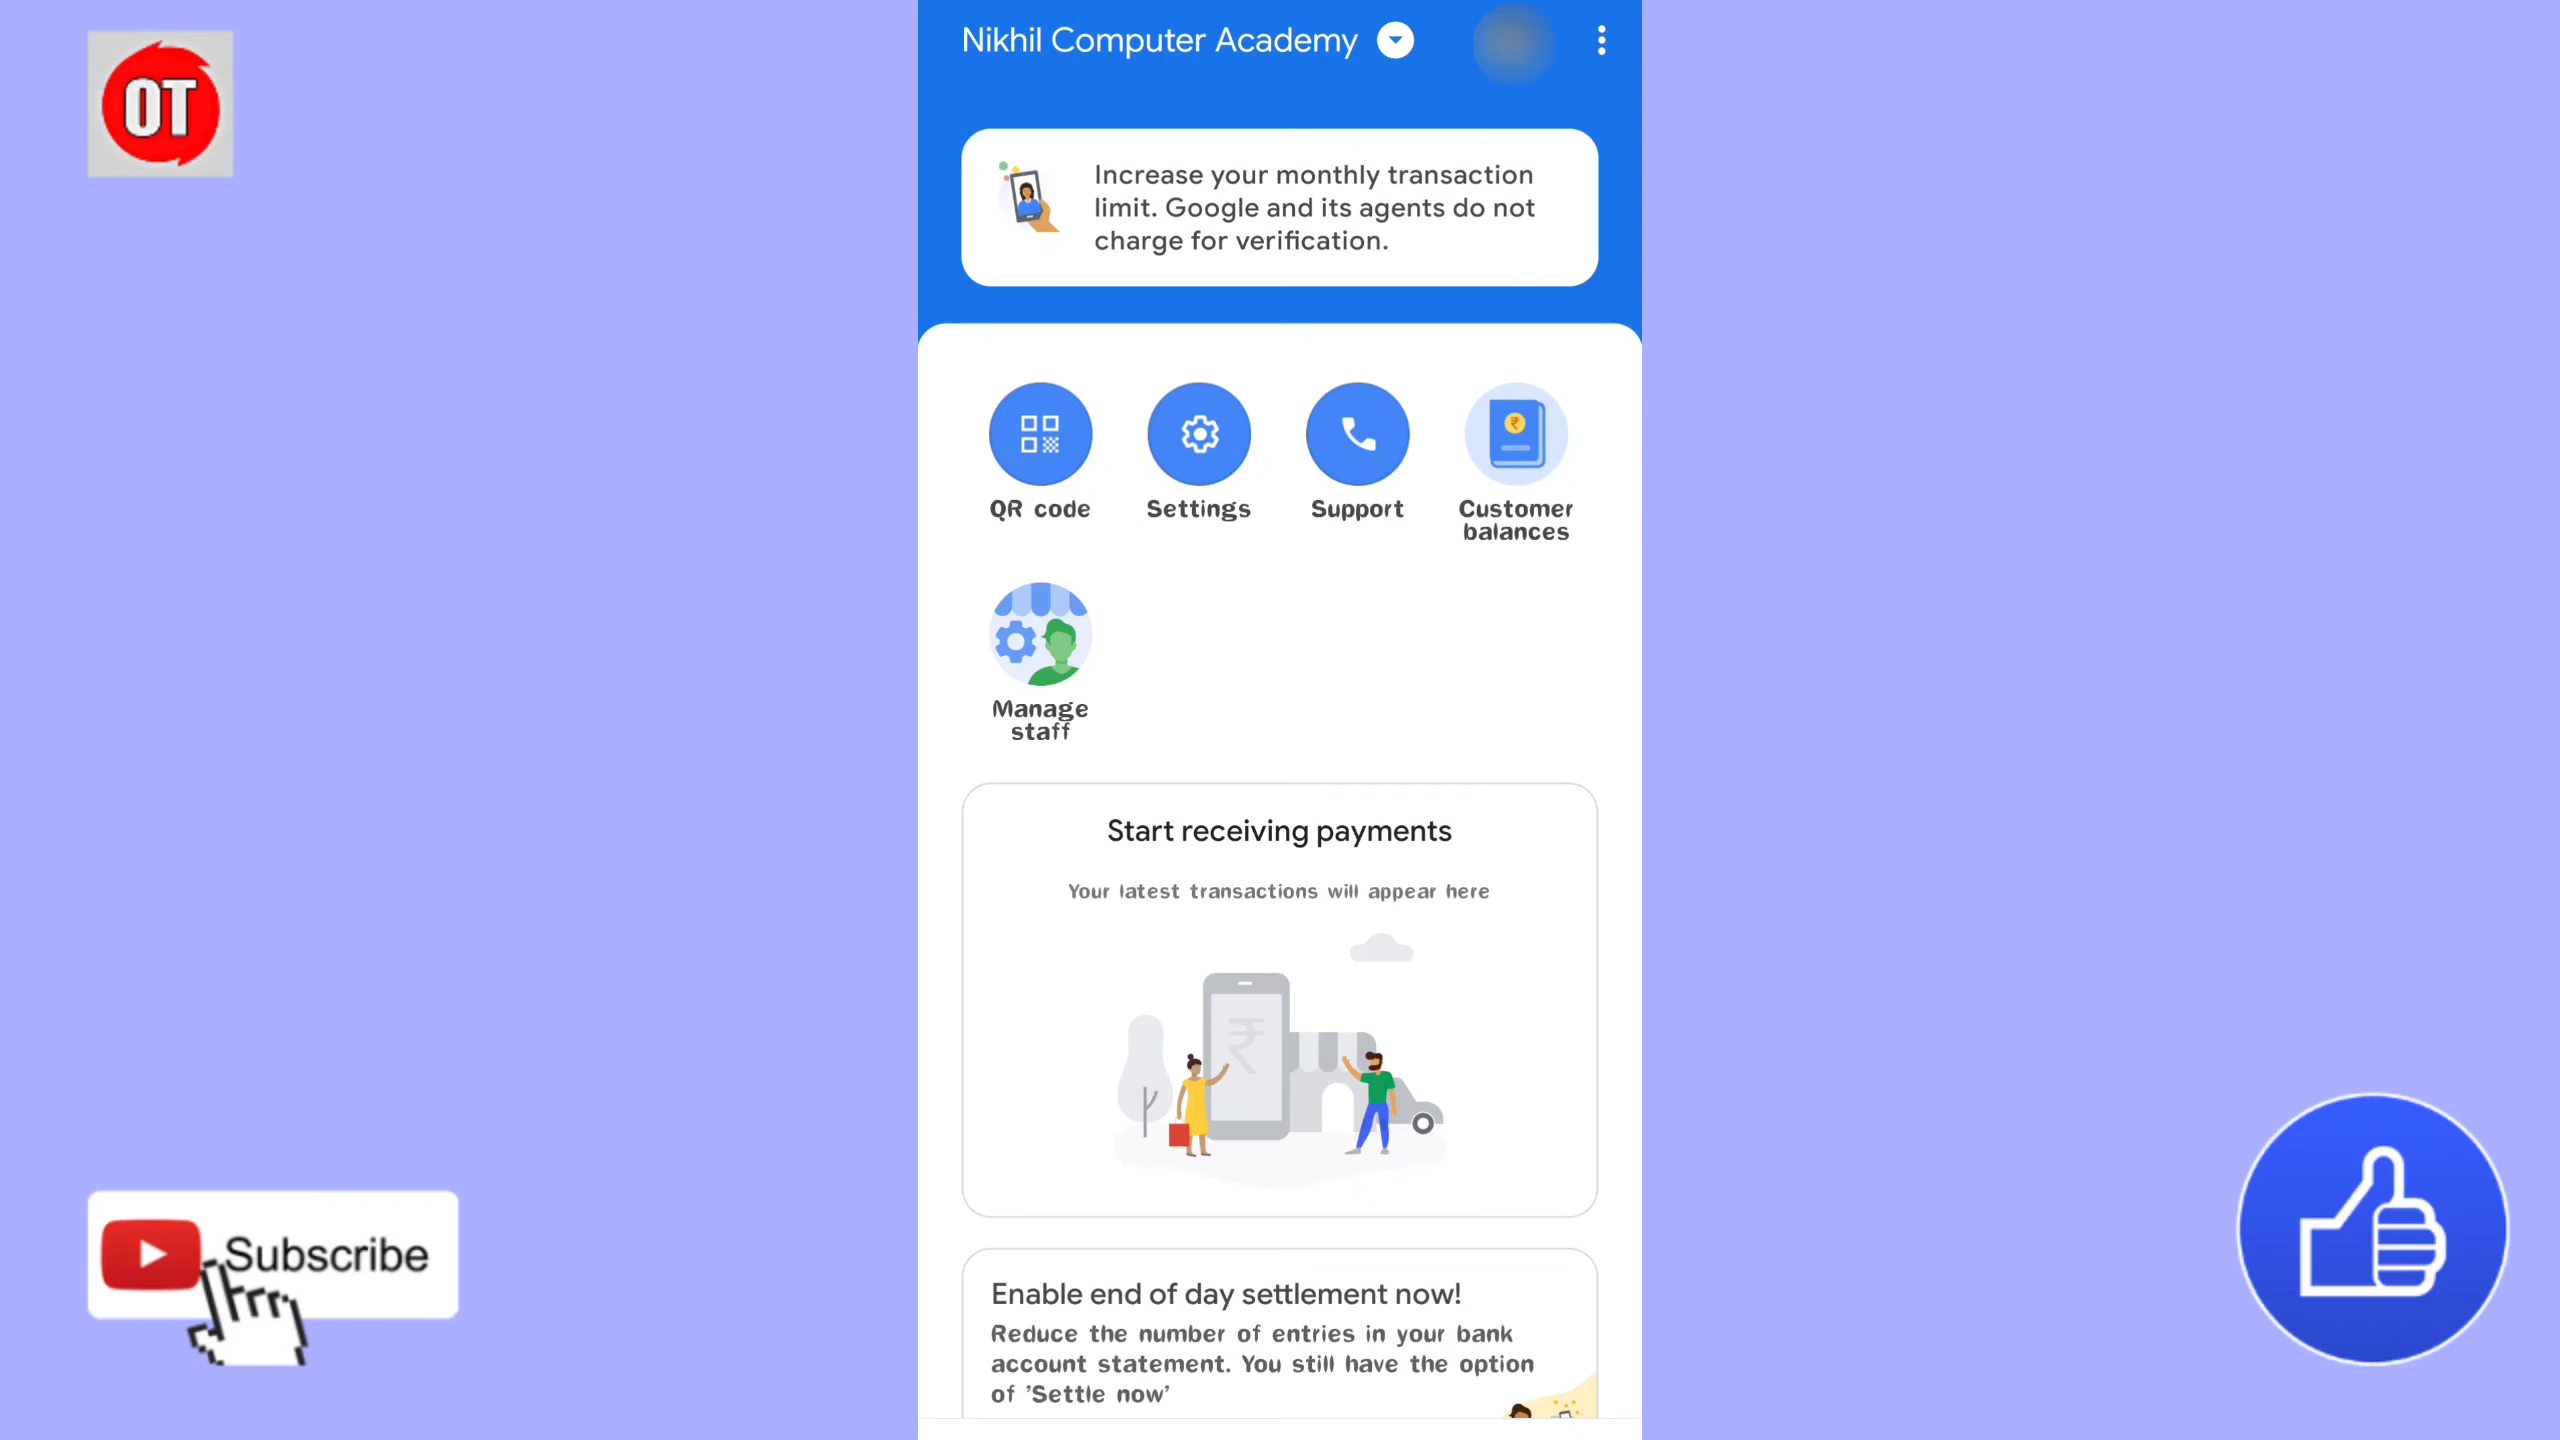 OT
Nikhil Computer Academy
Increase your monthly transaction
limit. Google and its agents do not
charge for verification.
QR code
Settings
Support
Customer
balances
Manage
staff
Start receiving payments
Your latest transactions will appear here
₹
Enable end of day settlement now!
Reduce the number of entries in your bank
account statement. You still have the option
of 'Settle now'
Subscribe